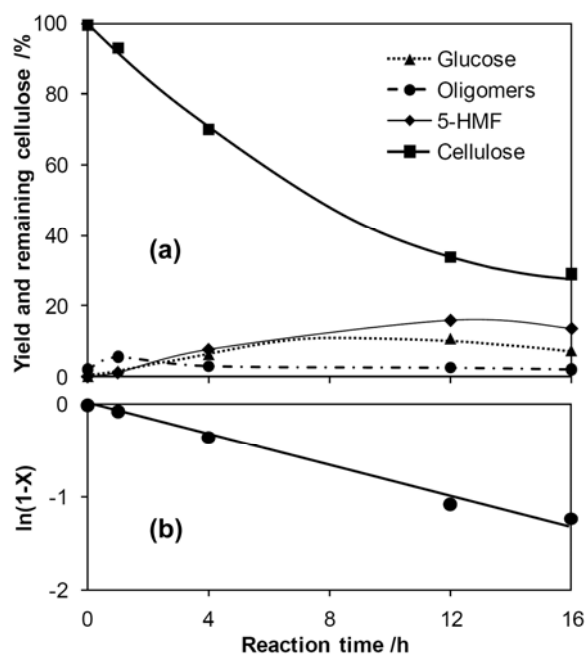 Yield and remaining cellulose /%
100
80
60
40
20
0
Glucose
Oligomers
5-HMF
Cellulose
(a)
ln(1-X)
0
-1
-2
(b)
0 4 8 12 16
Reaction time /h